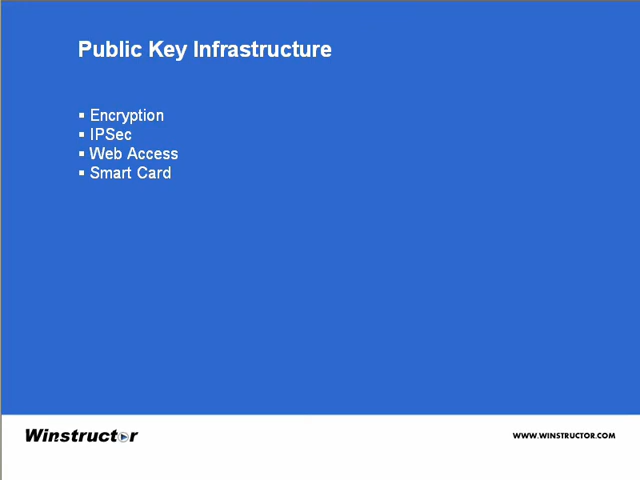 Public Key Infrastructure
▪ Encryption
▪ IPSec
▪ Web Access
▪ Smart Card
Winstructor
WWW.WINSTRUCTOR.COM